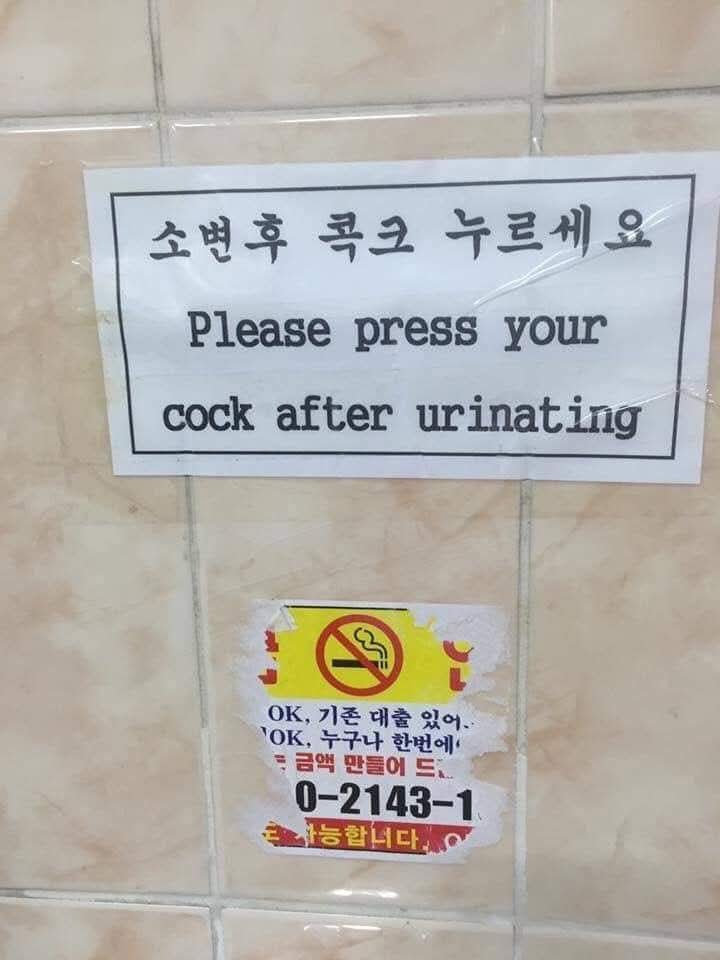 소변후 콕크 누르세요
Please press your
cock after urinating
OK, 기존 대출 있어
OK, 누구나 한번에
금액 만들어 드
0-2143-1
능합니다.